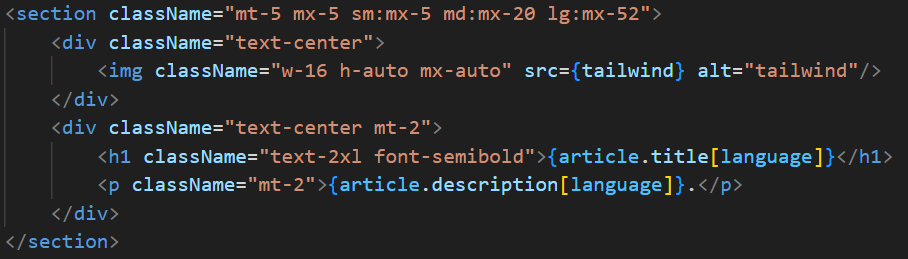 <section className="mt-5 mx-5 sm:mx-5 md:mx-20 lg:mx-52">
    <div className="text-center">
        <img className="w-16 h-auto mx-auto" src={tailwind} alt="tailwind"/>
    </div>
    <div className="text-center mt-2">
        <h1 className="text-2xl font-semibold">{article.title[language]}</h1>
        <p className="mt-2">{article.description[language]}.</p>
    </div>
</section>